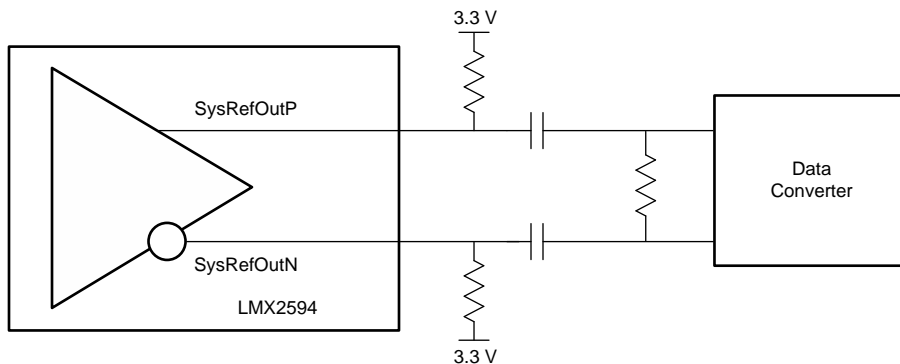 3.3 V
SysRefOutP
Data
Converter
SysRefOutN
LMX2594
3.3 V